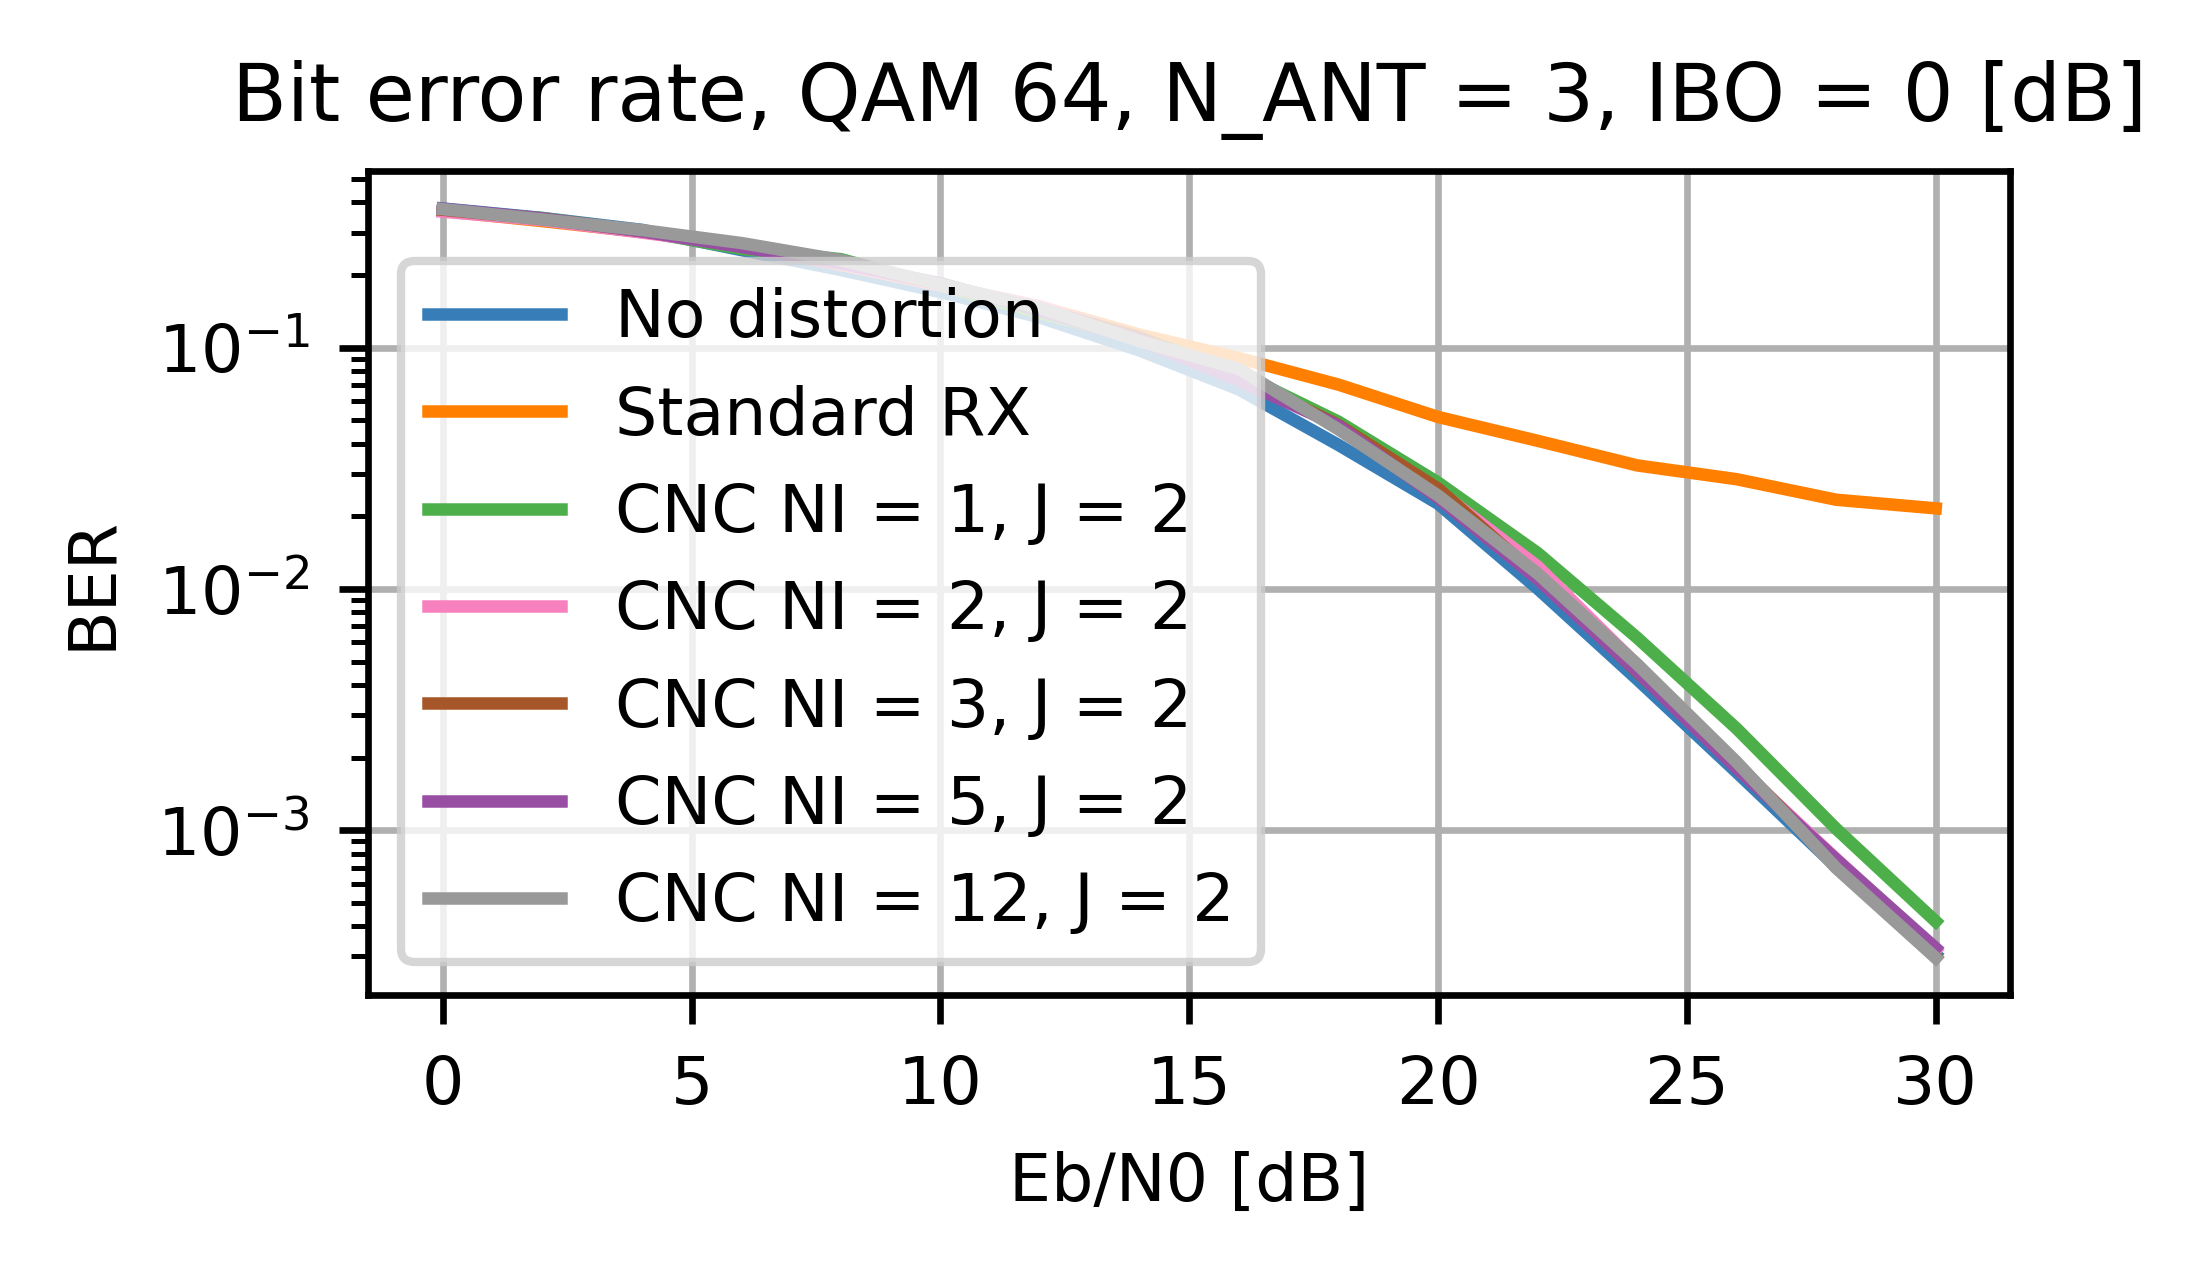 Bit error rate, QAM 64, N_ANT = 3, IBO = 0 [dB]
BER
10⁻¹
10⁻²
10⁻³
No distortion
Standard RX
CNC NI = 1, J = 2
CNC NI = 2, J = 2
CNC NI = 3, J = 2
CNC NI = 5, J = 2
CNC NI = 12, J = 2
0 5 10 15 20 25 30
Eb/N0 [dB]